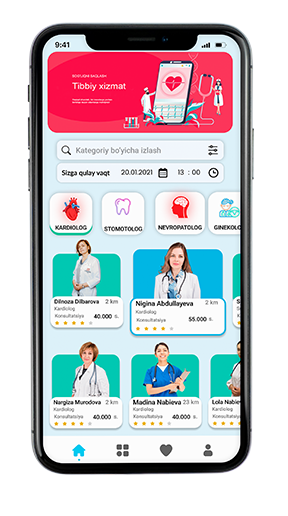 9:41
SOG'LIQNI SAQLASH
Tibbiy xizmat
Kategoriy bo'yicha izlash
Sizga qulay vaqt 20.01.2021 13 : 00
KARDIOLOG STOMOTOLOG NEVROPATOLOG GINEKOLO
Dilnoza Dilbarova 2 km
Kardiolog
Konsultatsiya 40.000 s.
Nigina Abdullayeva 2 km
Kardiolog
Konsultatsiya 55.000 s.
Nargiza Murodova 2 km
Kardiolog
Konsultatsiya 40.000 s.
Madina Nabieva 23 km
Kardiolog
Konsultatsiya 40.000 s.
Lola Nabie
Kardiolog
Konsultatsiya